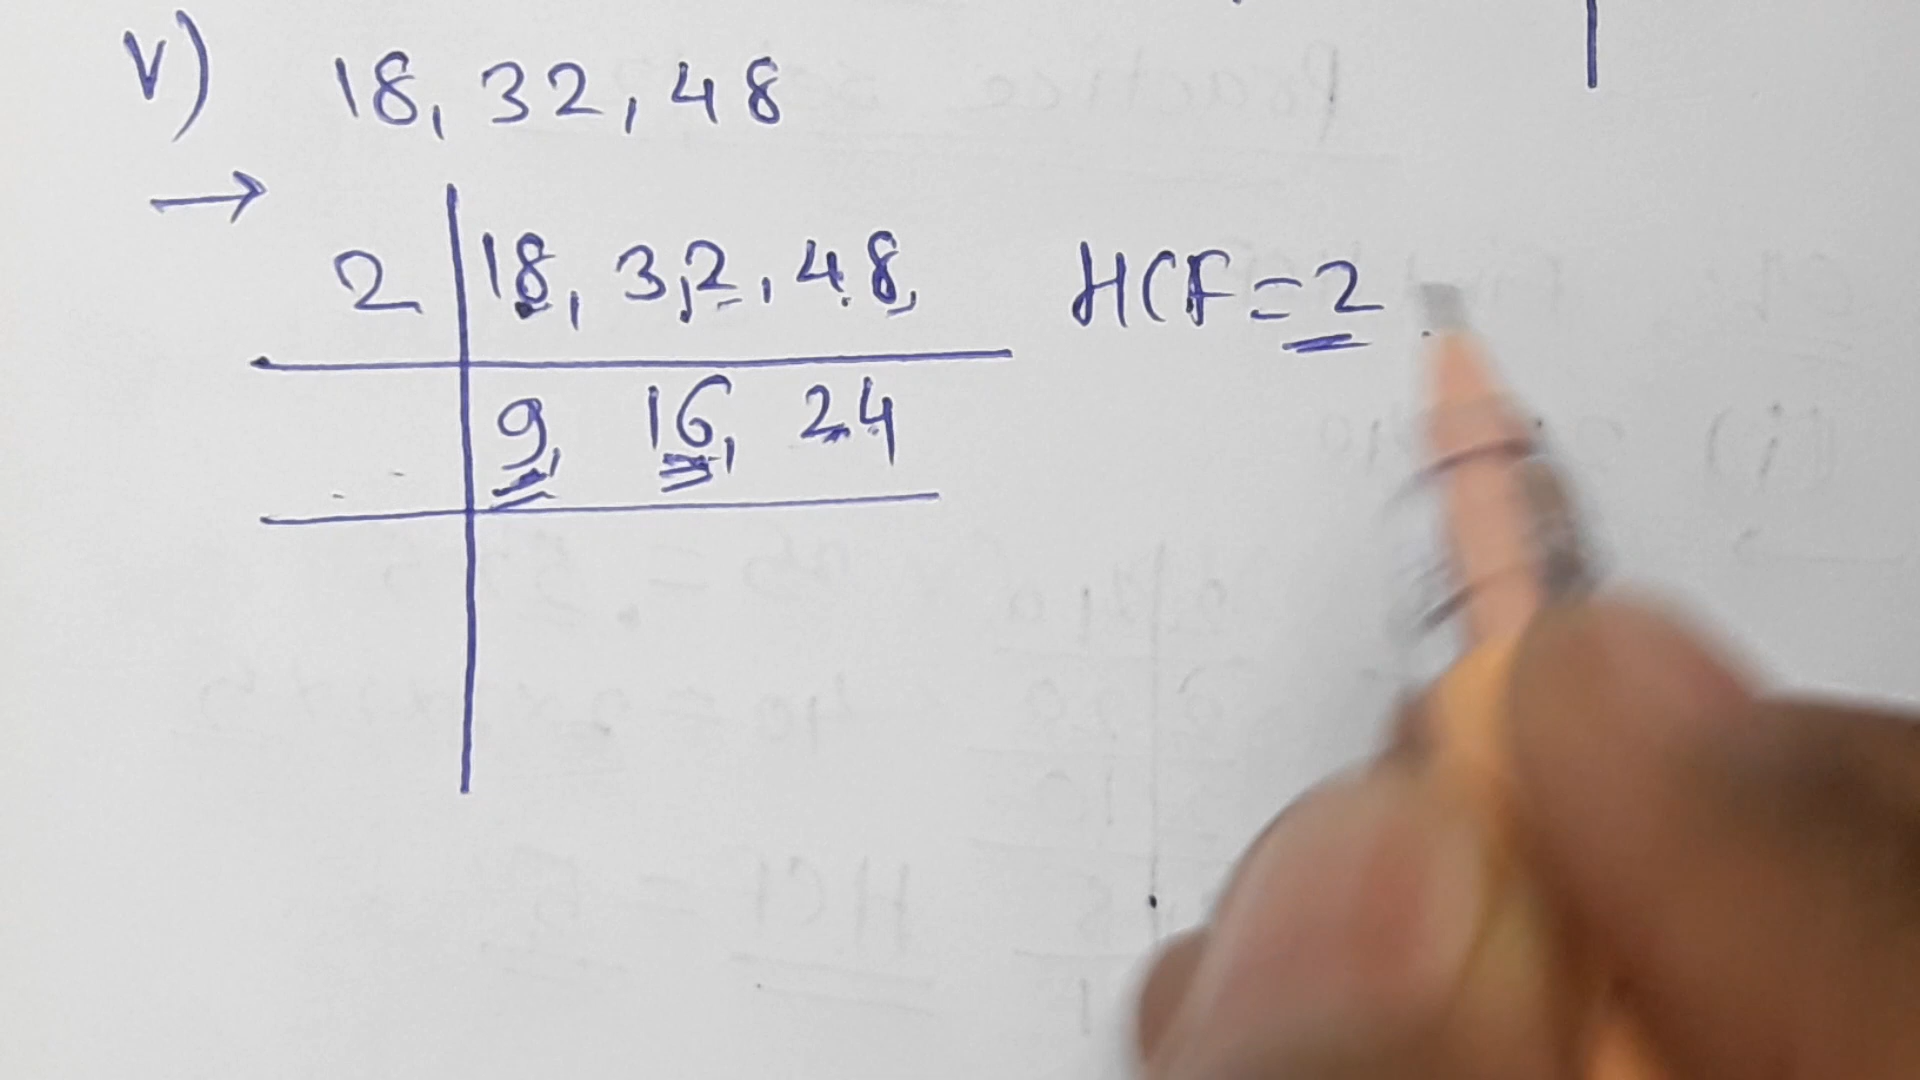 v) 18, 32, 48
→
2 | 18, 32, 48, HCF = 2
9, 16, 24